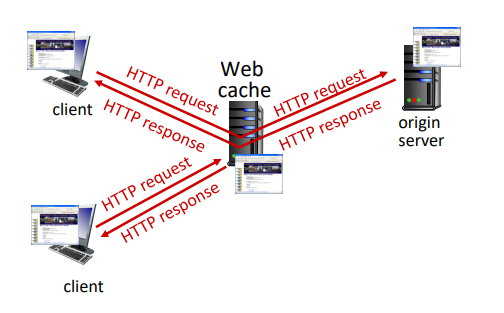 HTTP request
HTTP response
client
Web
cache
HTTP request
HTTP response
origin
server
HTTP request
HTTP response
client